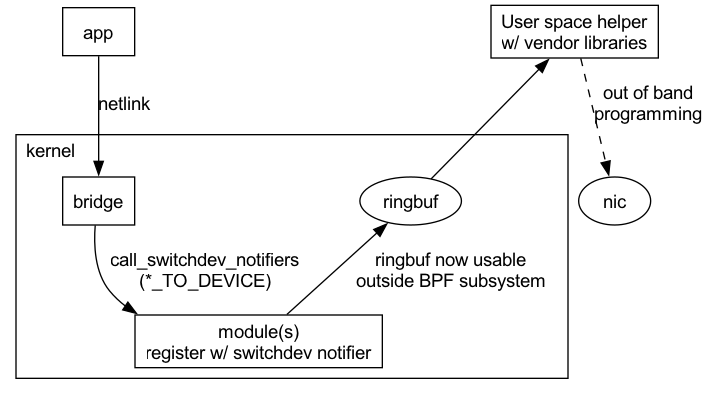 app
User space helper
w/ vendor libraries
netlink
out of band
programming
kernel
bridge
ringbuf
nic
call_switchdev_notifiers
(*_TO_DEVICE)
ringbuf now usable
outside BPF subsystem
module(s)
register w/ switchdev notifier